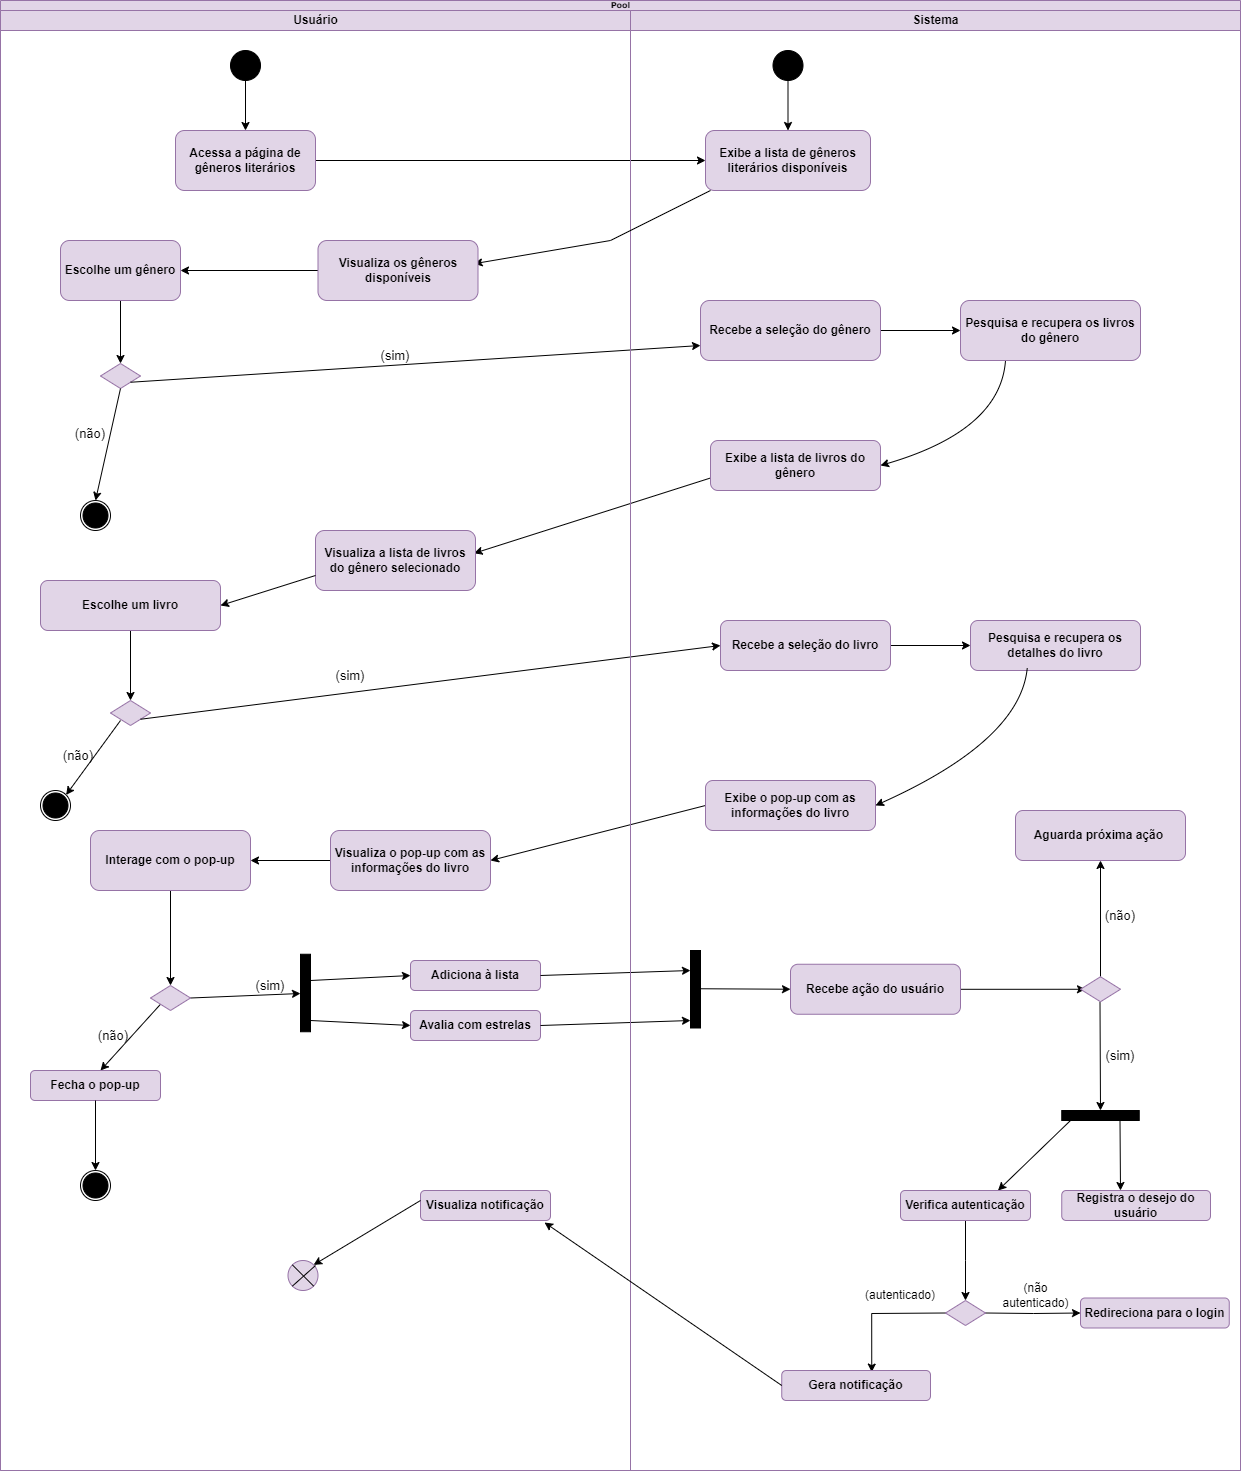 Pool
Usuário
Sistema
Acessa a página de
gêneros literários
Exibe a lista de gêneros
literários disponíveis
Escolhe um gênero
Visualiza os gêneros
disponíveis
Recebe a seleção do gênero
Pesquisa e recupera os livros
do gênero
(sim)
(não)
Exibe a lista de livros do
gênero
Visualiza a lista de livros
do gênero selecionado
Escolhe um livro
Recebe a seleção do livro
Pesquisa e recupera os
detalhes do livro
(sim)
(não)
Exibe o pop-up com as
informações do livro
Aguarda próxima ação
Interage com o pop-up
Visualiza o pop-up com as
informações do livro
(não)
(sim)
Adiciona à lista
Recebe ação do usuário
Avalia com estrelas
(não)
(sim)
Fecha o pop-up
Visualiza notificação
Verifica autenticação
Registra o desejo do
usuário
(autenticado)
(não
autenticado)
Redireciona para o login
Gera notificação